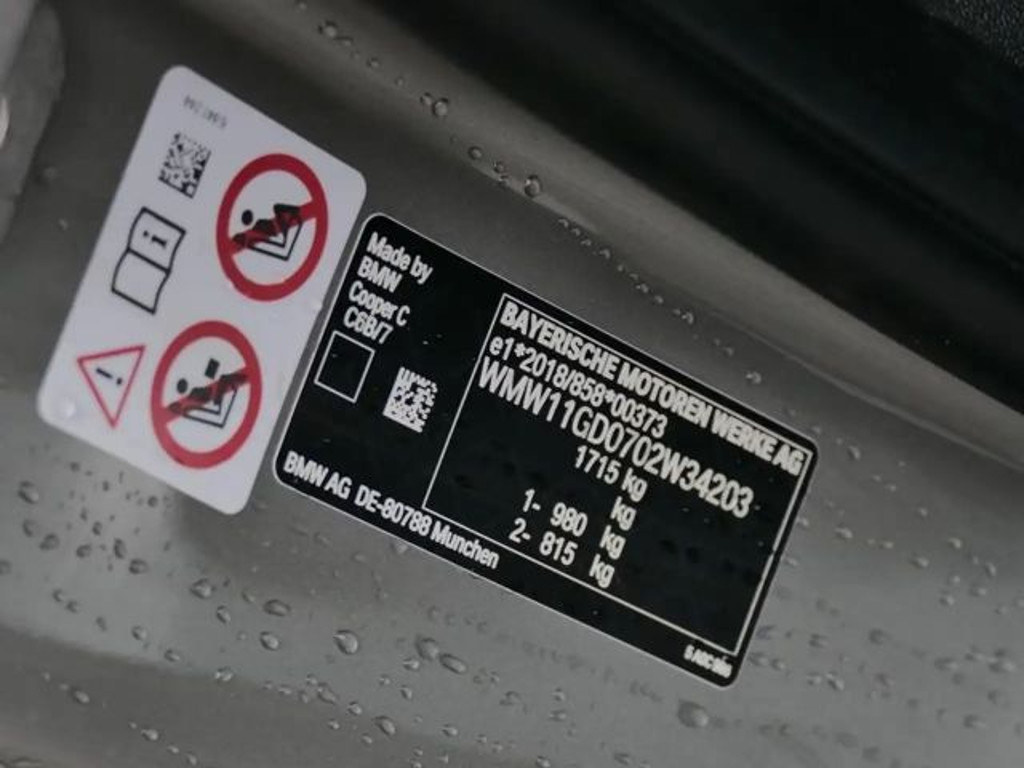 Made by
BMW
Cooper C
C6B/7
BAYERISCHE MOTOREN WERKE AG
e1*2018/858*00373
WMW11GD0702W34203
1715 kg
kg
1- 980 kg
2- 815 kg
BMW AG DE-80788 Munchen